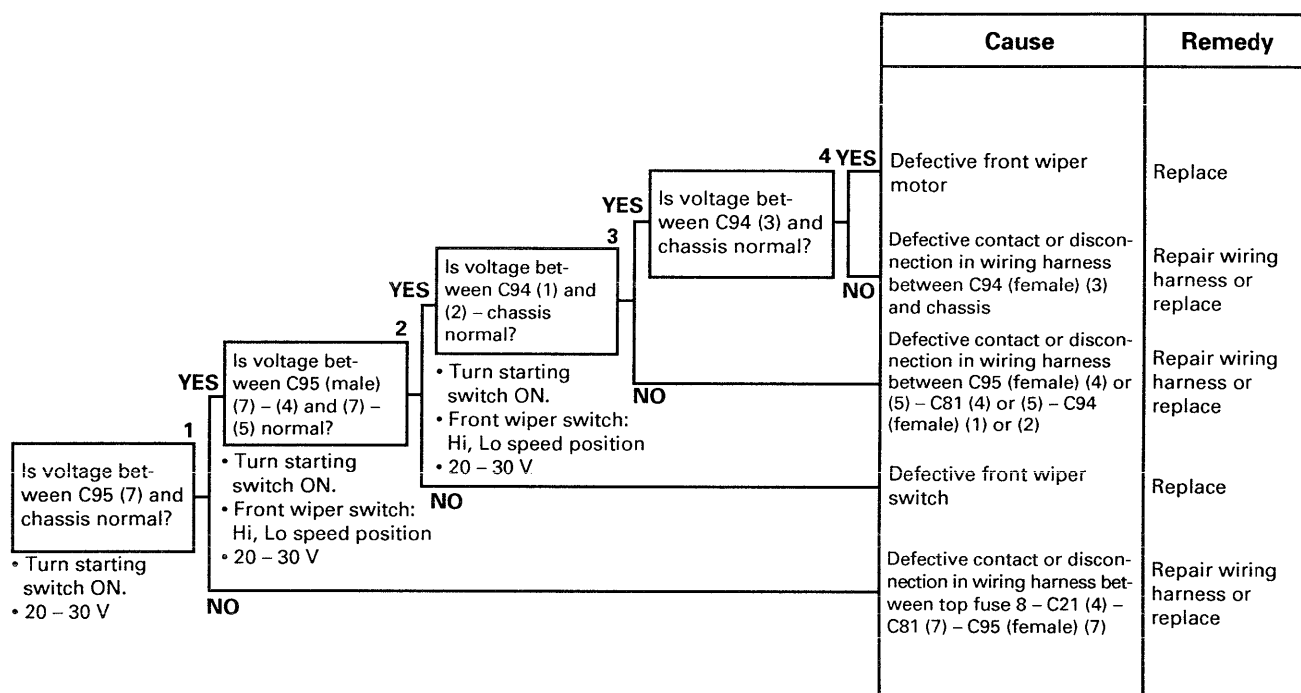 Cause
Remedy
4 YES
Defective front wiper
motor
Replace
YES
Is voltage bet-
ween C94 (3) and
chassis normal?
NO
Defective contact or discon-
nection in wiring harness
between C94 (female) (3)
and chassis
Repair wiring
harness or
replace
3
YES
Is voltage bet-
ween C94 (1) and
(2) – chassis
normal?
• Turn starting
switch ON.
• Front wiper switch:
Hi, Lo speed position
• 20 – 30 V
NO
Defective contact or discon-
nection in wiring harness
between C95 (female) (4) or
(5) – C81 (4) or (5) – C94
(female) (1) or (2)
Repair wiring
harness or
replace
2
YES
Is voltage bet-
ween C95 (male)
(7) – (4) and (7) –
(5) normal?
• Turn starting
switch ON.
• Front wiper switch:
Hi, Lo speed position
• 20 – 30 V
NO
Defective front wiper
switch
Replace
1
Is voltage bet-
ween C95 (7) and
chassis normal?
• Turn starting
switch ON.
• 20 – 30 V
NO
Defective contact or discon-
nection in wiring harness bet-
ween top fuse 8 – C21 (4) –
C81 (7) – C95 (female) (7)
Repair wiring
harness or
replace